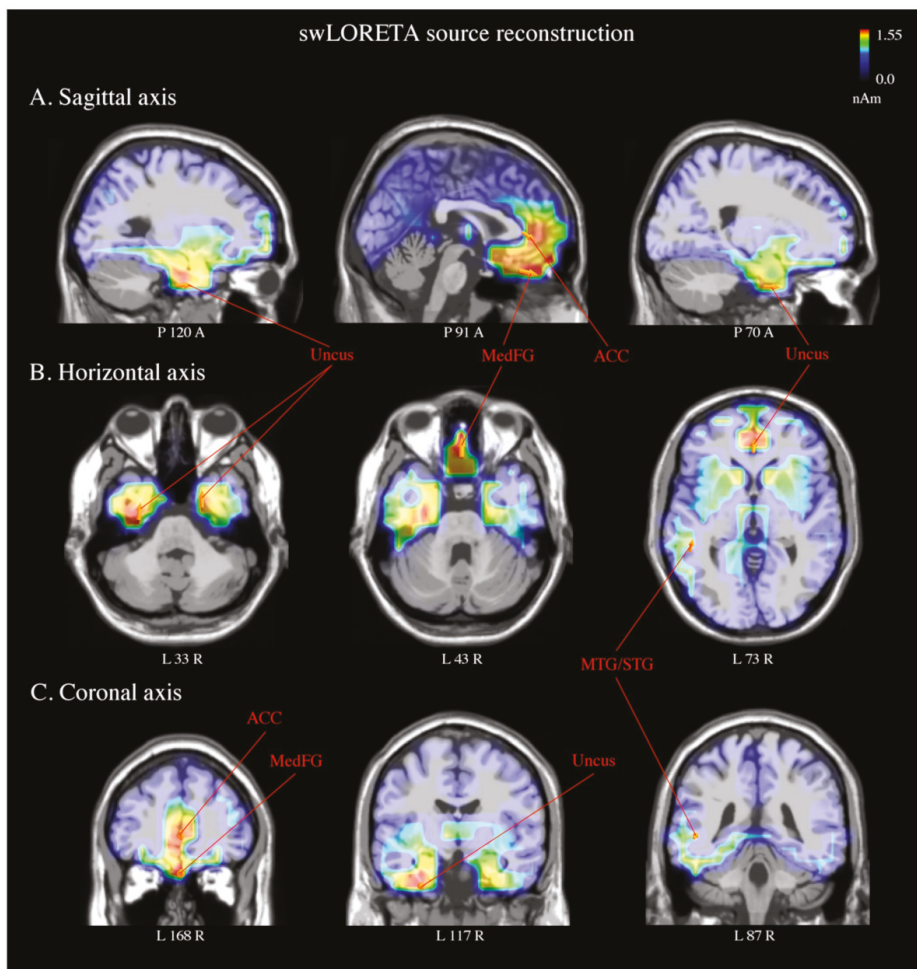 swLORETA source reconstruction
1.55
0.0
nAm
A. Sagittal axis
P 120 A
P 91 A
P 70 A
Uncus
MedFG
ACC
Uncus
B. Horizontal axis
L 33 R
L 43 R
L 73 R
MTG/STG
C. Coronal axis
ACC
MedFG
Uncus
L 168 R
L 117 R
L 87 R